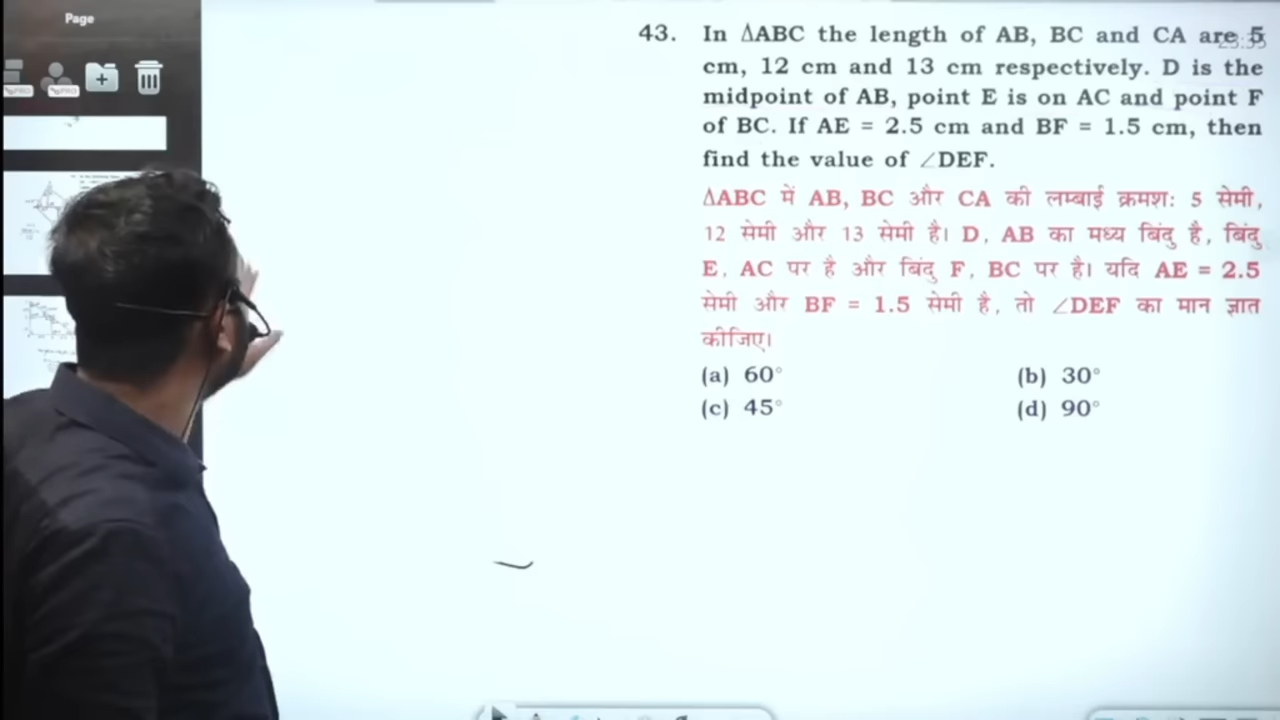 Page
43. In ΔABC the length of AB, BC and CA are 5
cm, 12 cm and 13 cm respectively. D is the
midpoint of AB, point E is on AC and point F
of BC. If AE = 2.5 cm and BF = 1.5 cm, then
find the value of ∠DEF.
ΔABC में AB, BC और CA की लम्बाई क्रमश: 5 सेमी,
12 सेमी और 13 सेमी है। D, AB का मध्य बिंदु है, बिंदु
E, AC पर है और बिंदु F, BC पर है। यदि AE = 2.5
सेमी और BF = 1.5 सेमी है, तो ∠DEF का मान ज्ञात
कीजिए।
(a) 60° (b) 30°
(c) 45° (d) 90°